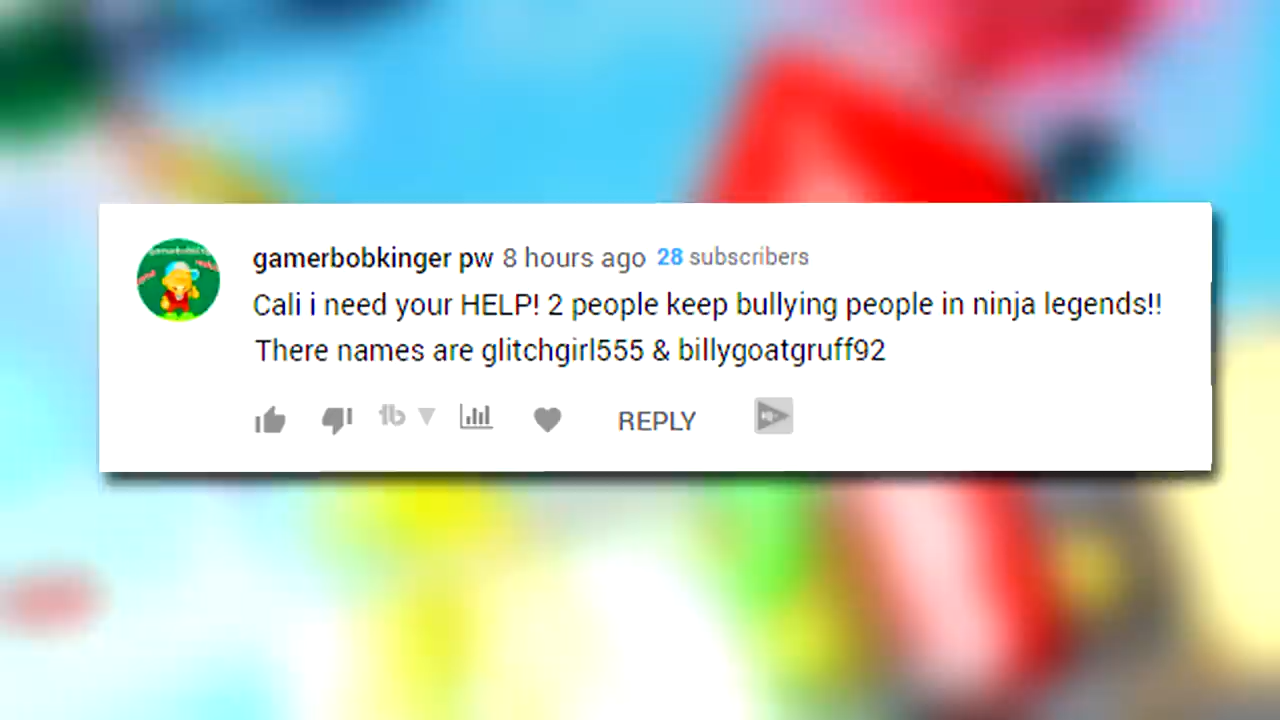 gamerbobkinger pw 8 hours ago 28 subscribers
Cali i need your HELP! 2 people keep bullying people in ninja legends!!
There names are glitchgirl555 & billygoatgruff92
REPLY